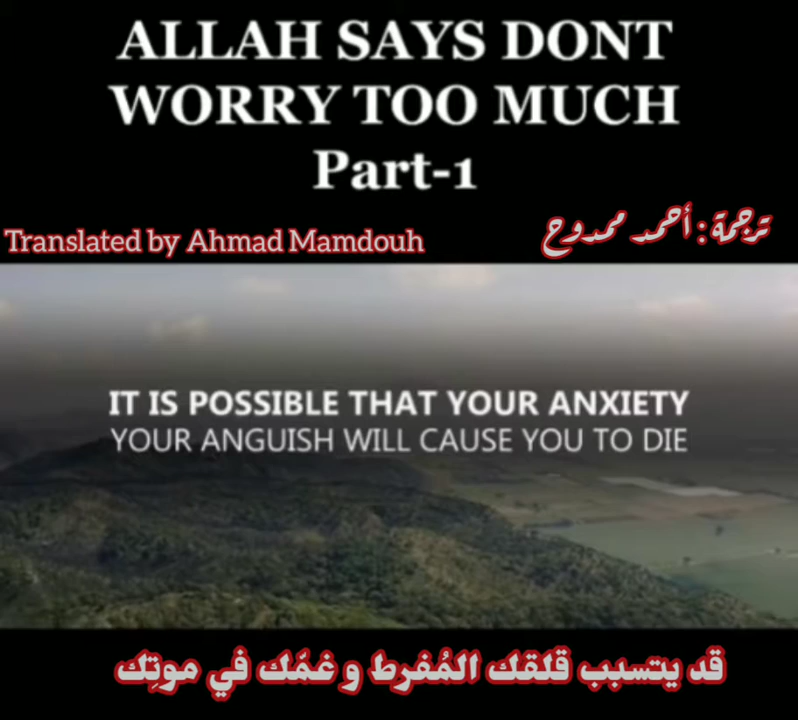 ALLAH SAYS DONT
WORRY TOO MUCH
Part-1
Translated by Ahmad Mamdouh
ترجمة : أحمد ممدوح
IT IS POSSIBLE THAT YOUR ANXIETY
YOUR ANGUISH WILL CAUSE YOU TO DIE
قد يتسبب قلقك المُفرط و غمّك في موتِك